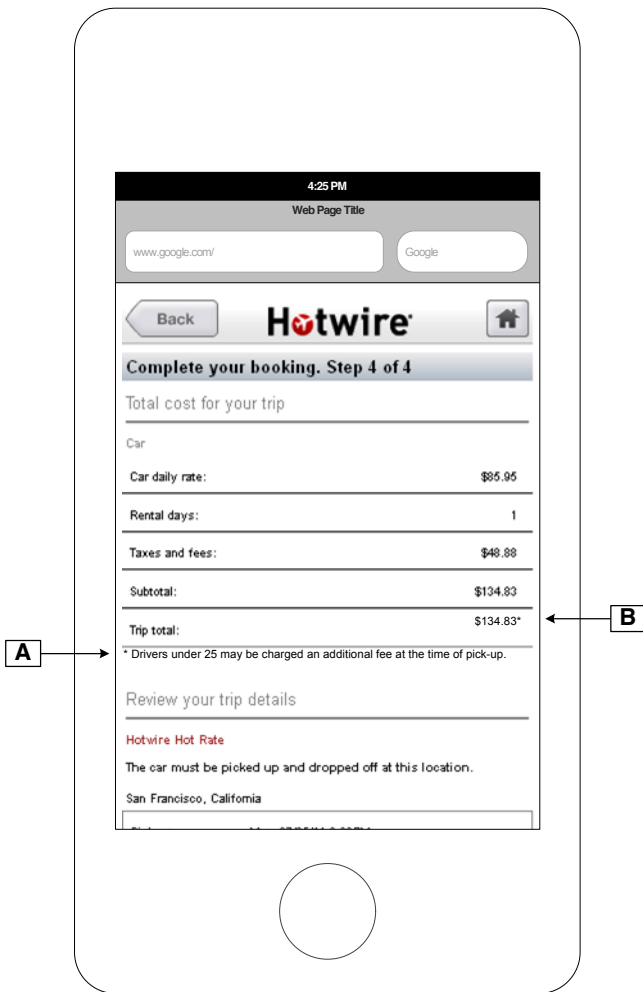 4:25 PM
Web Page Title
www.google.com/ Google
Back Hotwire
Complete your booking. Step 4 of 4
Total cost for your trip
Car
Car daily rate: $85.95
Rental days: 1
Taxes and fees: $48.88
Subtotal: $134.83
Trip total: $134.83*
B
A
* Drivers under 25 may be charged an additional fee at the time of pick-up.
Review your trip details
Hotwire Hot Rate
The car must be picked up and dropped off at this location.
San Francisco, California